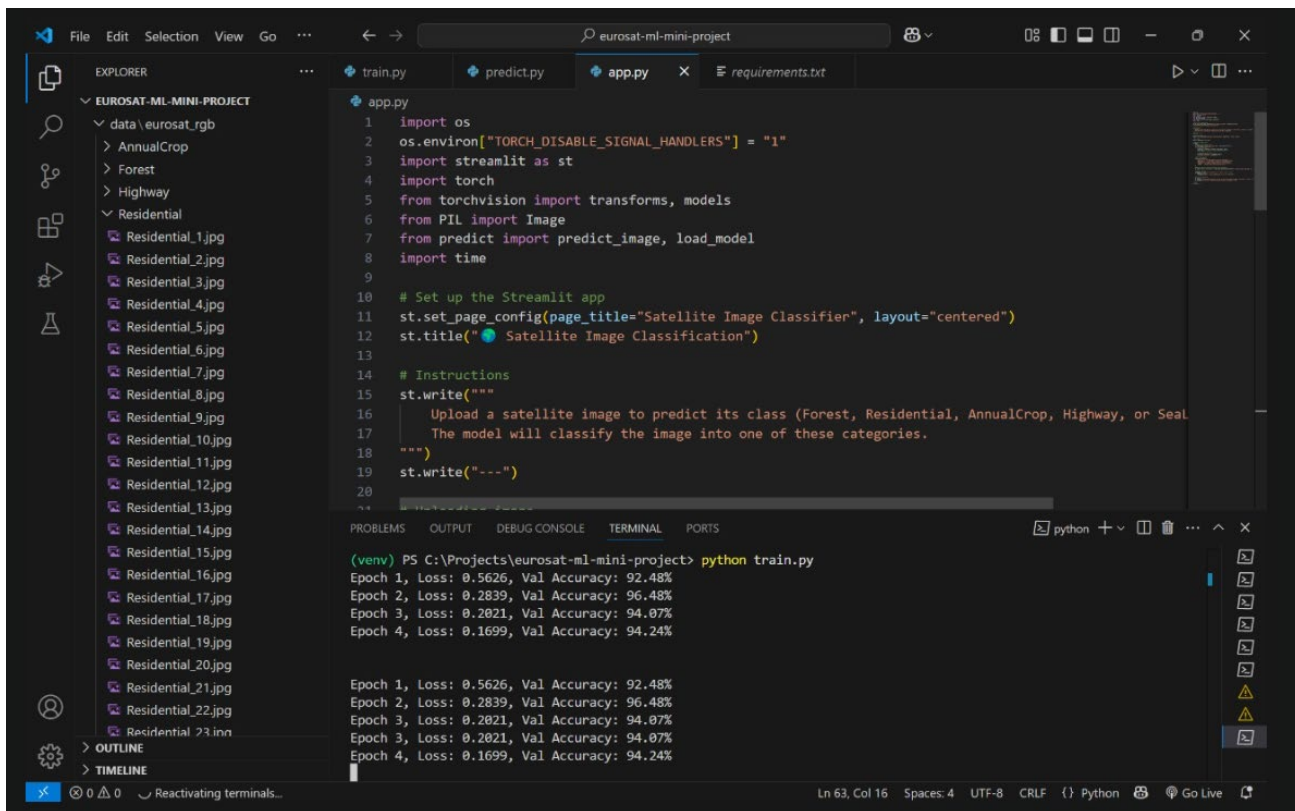 File Edit Selection View Go ··· eurosat-ml-mini-project
EXPLORER ···
EUROSAT-ML-MINI-PROJECT
data\eurosat_rgb
AnnualCrop
Forest
Highway
Residential
Residential_1.jpg
Residential_2.jpg
Residential_3.jpg
Residential_4.jpg
Residential_5.jpg
Residential_6.jpg
Residential_7.jpg
Residential_8.jpg
Residential_9.jpg
Residential_10.jpg
Residential_11.jpg
Residential_12.jpg
Residential_13.jpg
Residential_14.jpg
Residential_15.jpg
Residential_16.jpg
Residential_17.jpg
Residential_18.jpg
Residential_19.jpg
Residential_20.jpg
Residential_21.jpg
Residential_22.jpg
Residential_23.jpg
OUTLINE
TIMELINE
train.py predict.py app.py requirements.txt
app.py
1 import os
2 os.environ["TORCH_DISABLE_SIGNAL_HANDLERS"] = "1"
3 import streamlit as st
4 import torch
5 from torchvision import transforms, models
6 from PIL import Image
7 from predict import predict_image, load_model
8 import time
9
10 # Set up the Streamlit app
11 st.set_page_config(page_title="Satellite Image Classifier", layout="centered")
12 st.title("🌍 Satellite Image Classification")
13
14 # Instructions
15 st.write("""
16 Upload a satellite image to predict its class (Forest, Residential, AnnualCrop, Highway, or SeaL
17 The model will classify the image into one of these categories.
18 """)
19 st.write("---")
20
PROBLEMS OUTPUT DEBUG CONSOLE TERMINAL PORTS python
(venv) PS C:\Projects\eurosat-ml-mini-project> python train.py
Epoch 1, Loss: 0.5626, Val Accuracy: 92.48%
Epoch 2, Loss: 0.2839, Val Accuracy: 96.48%
Epoch 3, Loss: 0.2021, Val Accuracy: 94.07%
Epoch 4, Loss: 0.1699, Val Accuracy: 94.24%
Epoch 1, Loss: 0.5626, Val Accuracy: 92.48%
Epoch 2, Loss: 0.2839, Val Accuracy: 96.48%
Epoch 3, Loss: 0.2021, Val Accuracy: 94.07%
Epoch 3, Loss: 0.2021, Val Accuracy: 94.07%
Epoch 4, Loss: 0.1699, Val Accuracy: 94.24%
0 0 Reactivating terminals... Ln 63, Col 16 Spaces: 4 UTF-8 CRLF {} Python Go Live